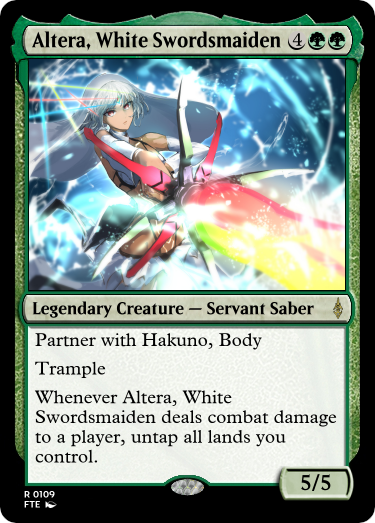 Altera, White Swordsmaiden 4
Legendary Creature — Servant Saber
Partner with Hakuno, Body
Trample
Whenever Altera, White
Swordsmaiden deals combat damage
to a player, untap all lands you
control.
5/5
R 0109
FTE